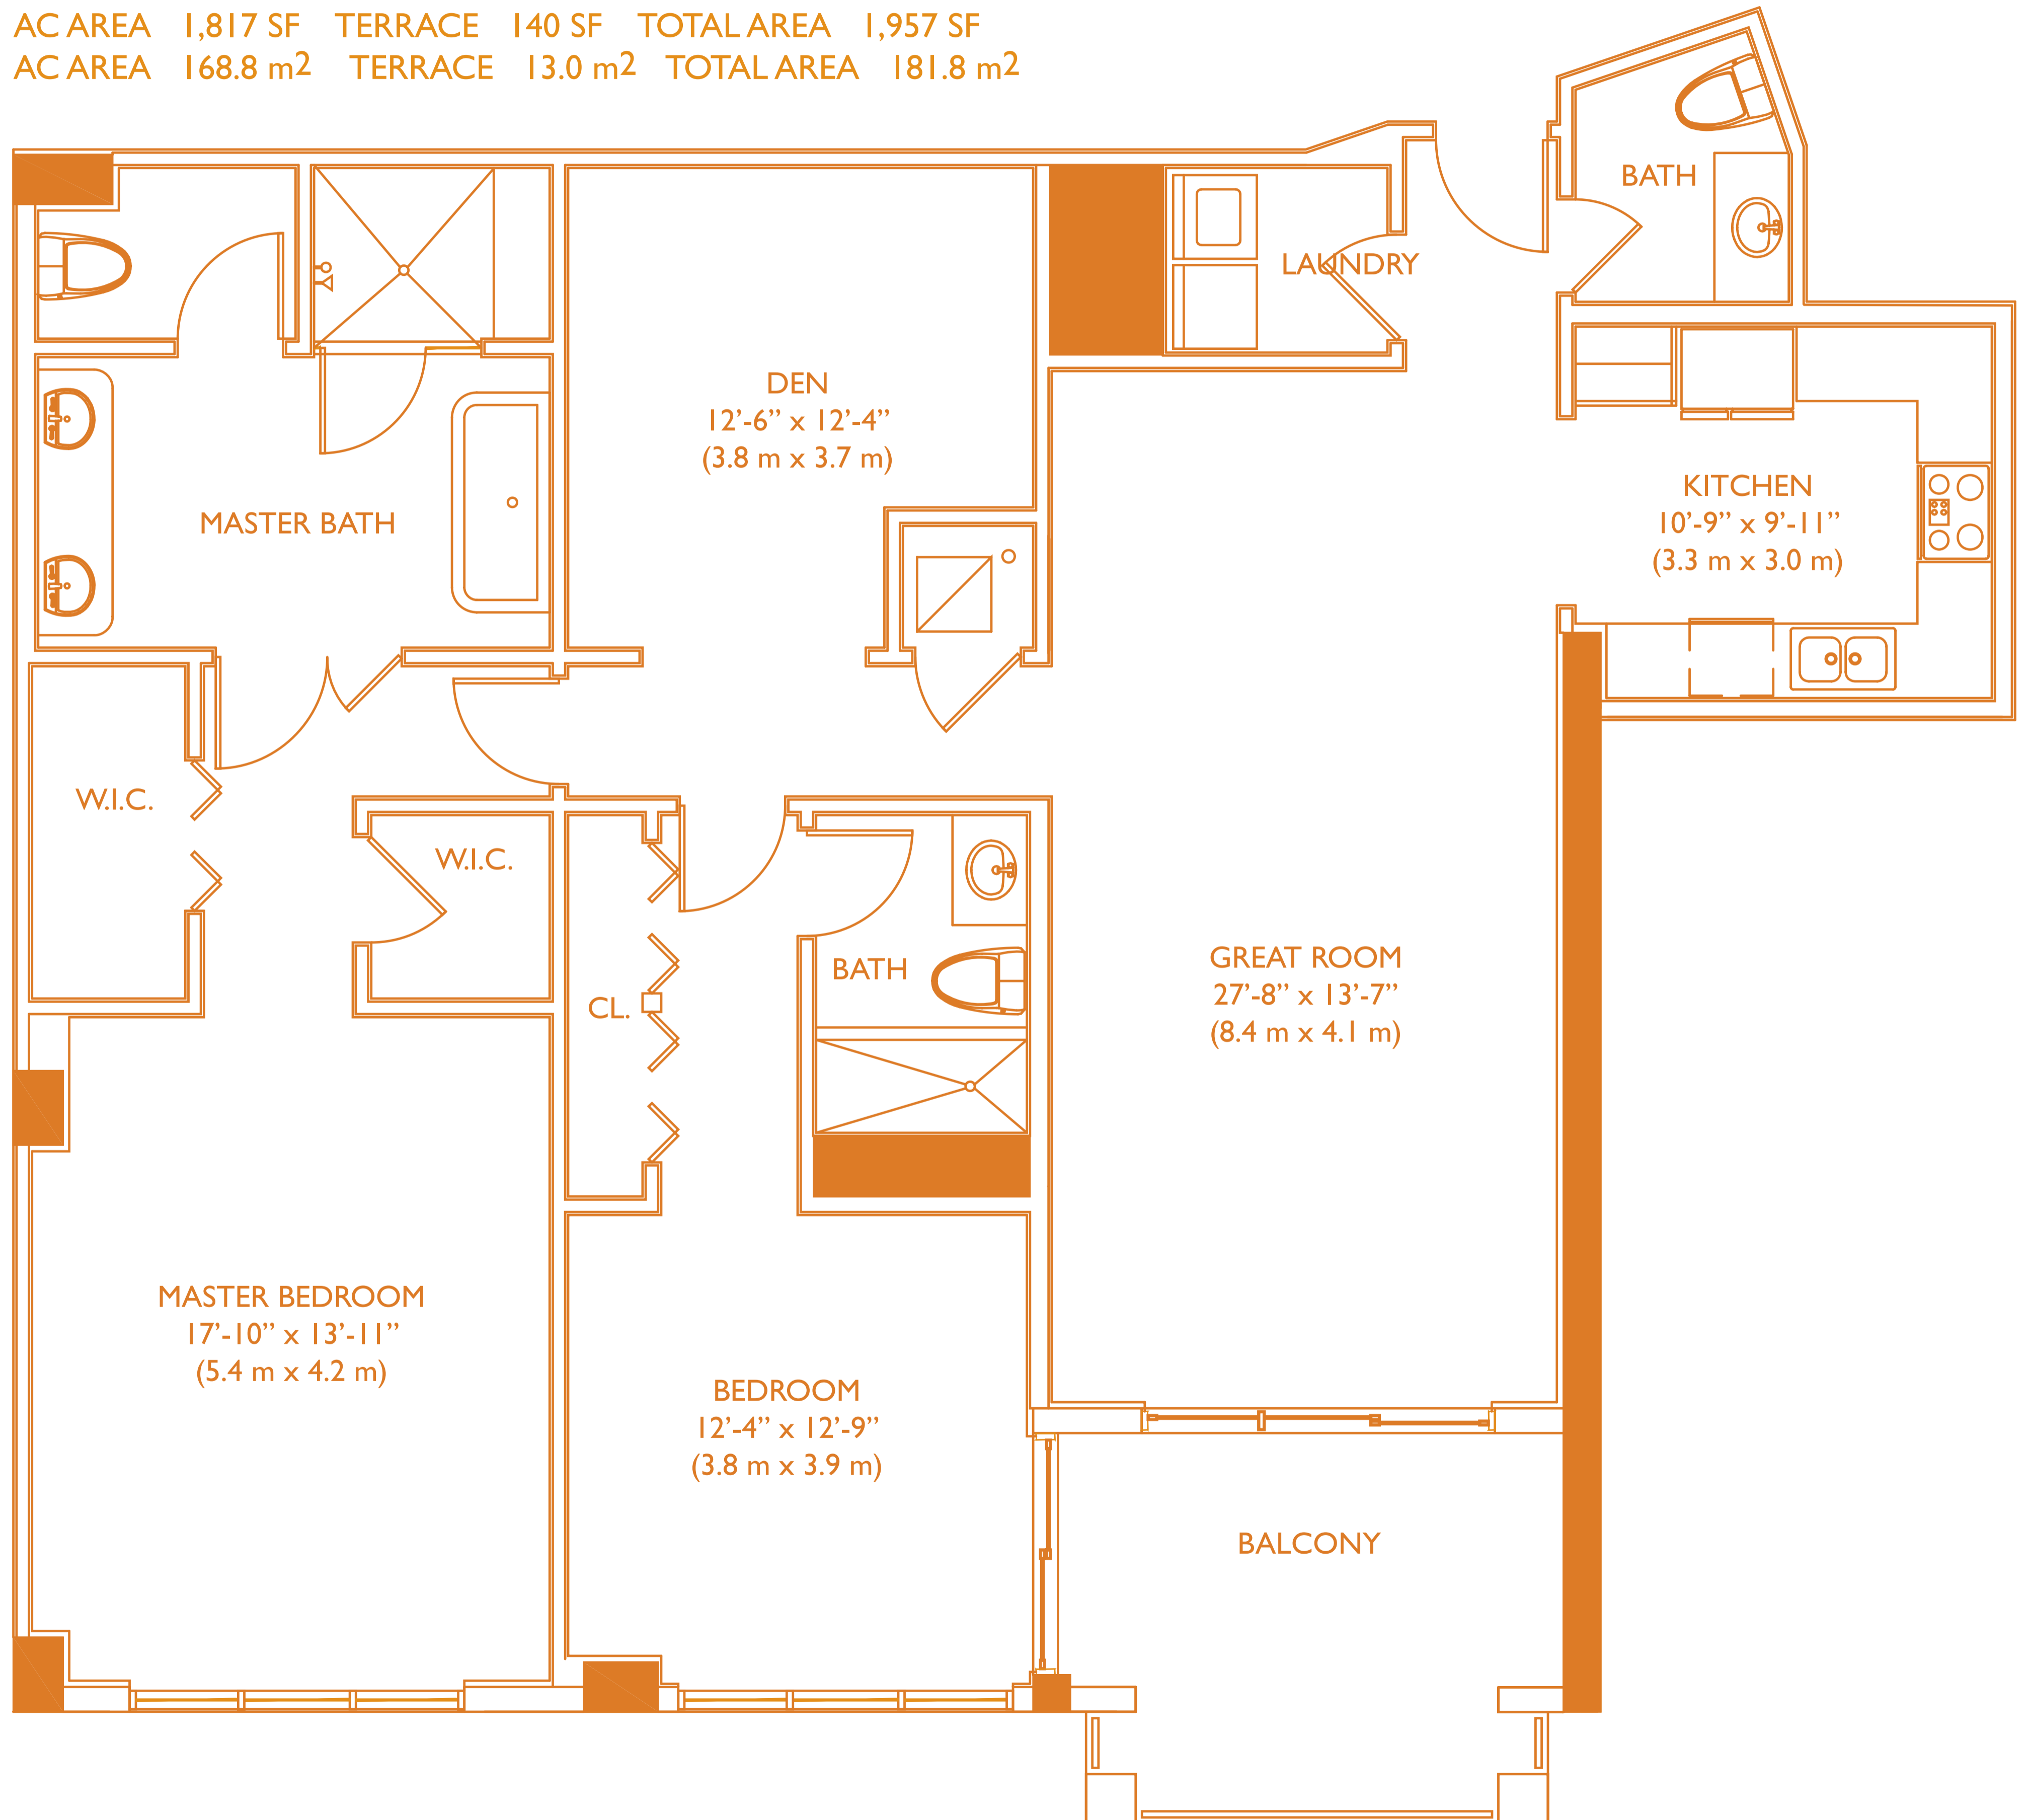 AC AREA 1,817 SF TERRACE 140 SF TOTAL AREA 1,957 SF
AC AREA 168.8 m2 TERRACE 13.0 m2 TOTAL AREA 181.8 m2
BATH
LAUNDRY
DEN
12’-6” x 12’-4”
(3.8 m x 3.7 m)
KITCHEN
10’-9” x 9’-11”
(3.3 m x 3.0 m)
MASTER BATH
W.I.C.
W.I.C.
BATH
CL.
GREAT ROOM
27’-8” x 13’-7”
(8.4 m x 4.1 m)
MASTER BEDROOM
17’-10” x 13’-11”
(5.4 m x 4.2 m)
BEDROOM
12’-4” x 12’-9”
(3.8 m x 3.9 m)
BALCONY